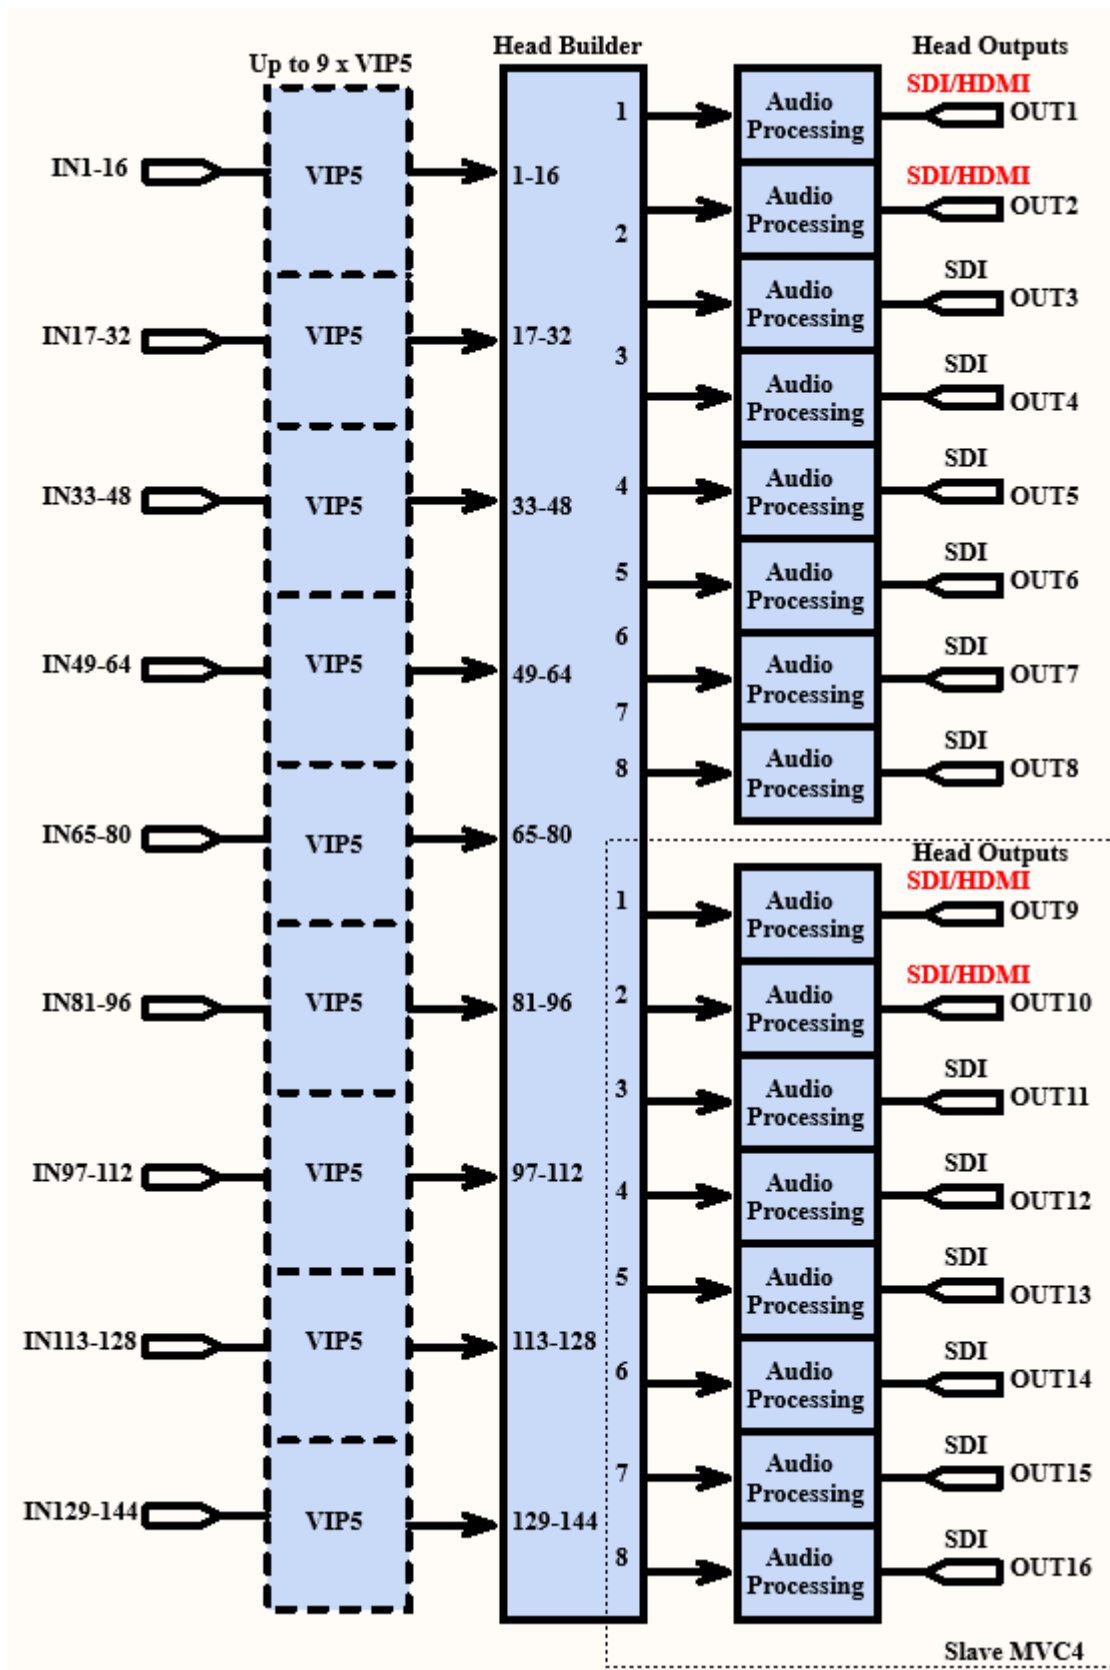 Up to 9 x VIP5
Head Builder
Head Outputs
IN1-16
VIP5
1-16
IN17-32
VIP5
17-32
IN33-48
VIP5
33-48
IN49-64
VIP5
49-64
IN65-80
VIP5
65-80
IN81-96
VIP5
81-96
IN97-112
VIP5
97-112
IN113-128
VIP5
113-128
IN129-144
VIP5
129-144
1
Audio
Processing
SDI/HDMI
OUT1
2
Audio
Processing
SDI/HDMI
OUT2
3
Audio
Processing
SDI
OUT3
4
Audio
Processing
SDI
OUT4
5
Audio
Processing
SDI
OUT5
6
Audio
Processing
SDI
OUT6
7
Audio
Processing
SDI
OUT7
8
Audio
Processing
SDI
OUT8
Head Outputs
1
Audio
Processing
SDI/HDMI
OUT9
2
Audio
Processing
SDI/HDMI
OUT10
3
Audio
Processing
SDI
OUT11
4
Audio
Processing
SDI
OUT12
5
Audio
Processing
SDI
OUT13
6
Audio
Processing
SDI
OUT14
7
Audio
Processing
SDI
OUT15
8
Audio
Processing
SDI
OUT16
Slave MVC4